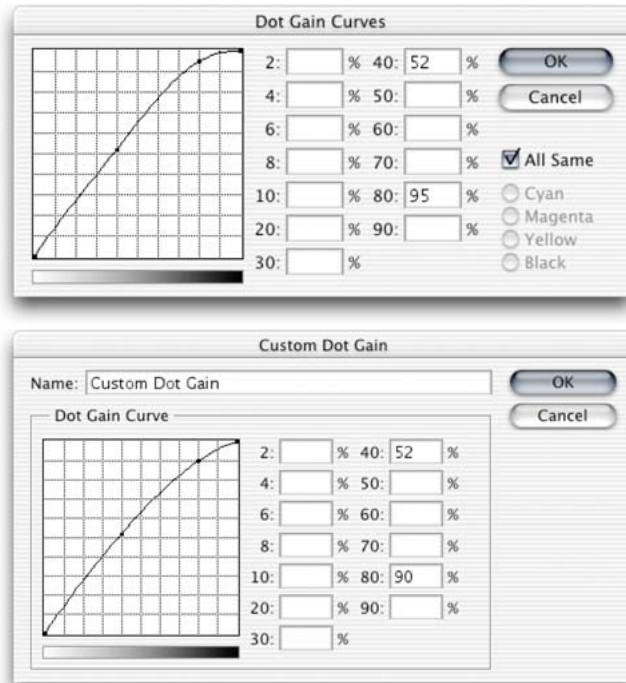 Dot Gain Curves
2: % 40: 52 % OK
4: % 50: % Cancel
6: % 60: %
8: % 70: % All Same
10: % 80: 95 % Cyan
20: % 90: % Magenta
30: % Yellow
Black
Custom Dot Gain
Name: Custom Dot Gain OK
Dot Gain Curve Cancel
2: % 40: 52 %
4: % 50: %
6: % 60: %
8: % 70: %
10: % 80: 90 %
20: % 90: %
30: %